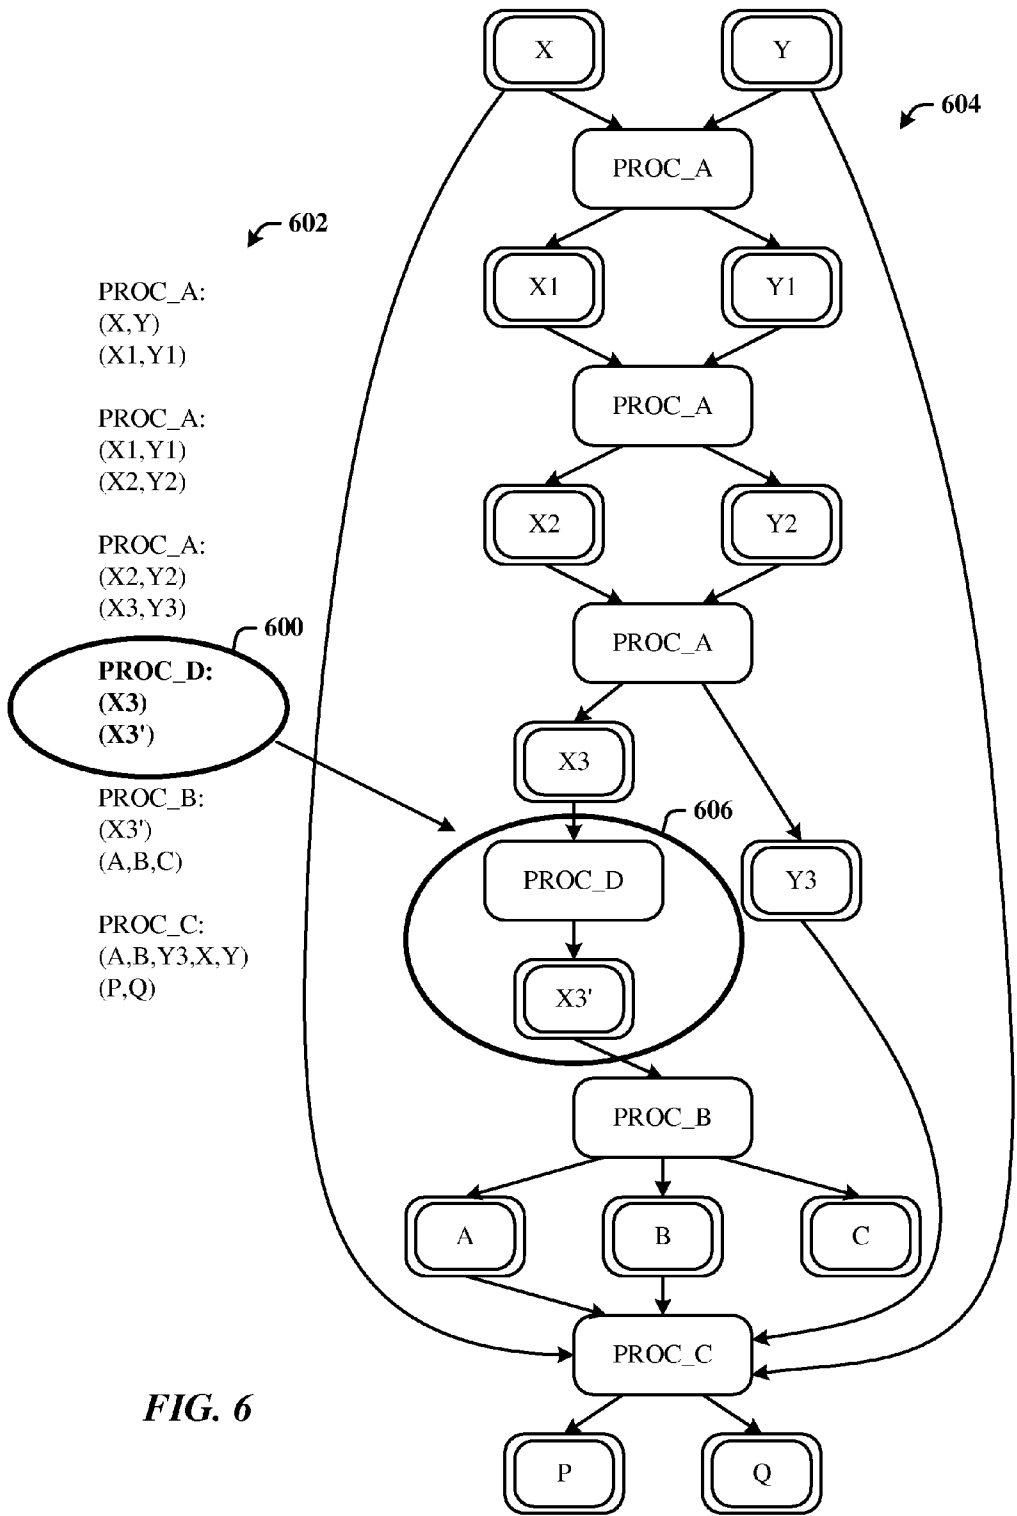 X
Y
604
PROC_A
602
X1
Y1
PROC_A:
(X,Y)
(X1,Y1)
PROC_A
PROC_A:
(X1,Y1)
(X2,Y2)
X2
Y2
PROC_A:
(X2,Y2)
(X3,Y3)
600
PROC_A
PROC_D:
(X3)
(X3')
X3
PROC_B:
(X3')
(A,B,C)
606
PROC_D
Y3
PROC_C:
(A,B,Y3,X,Y)
(P,Q)
X3'
PROC_B
A
B
C
PROC_C
FIG. 6
P
Q